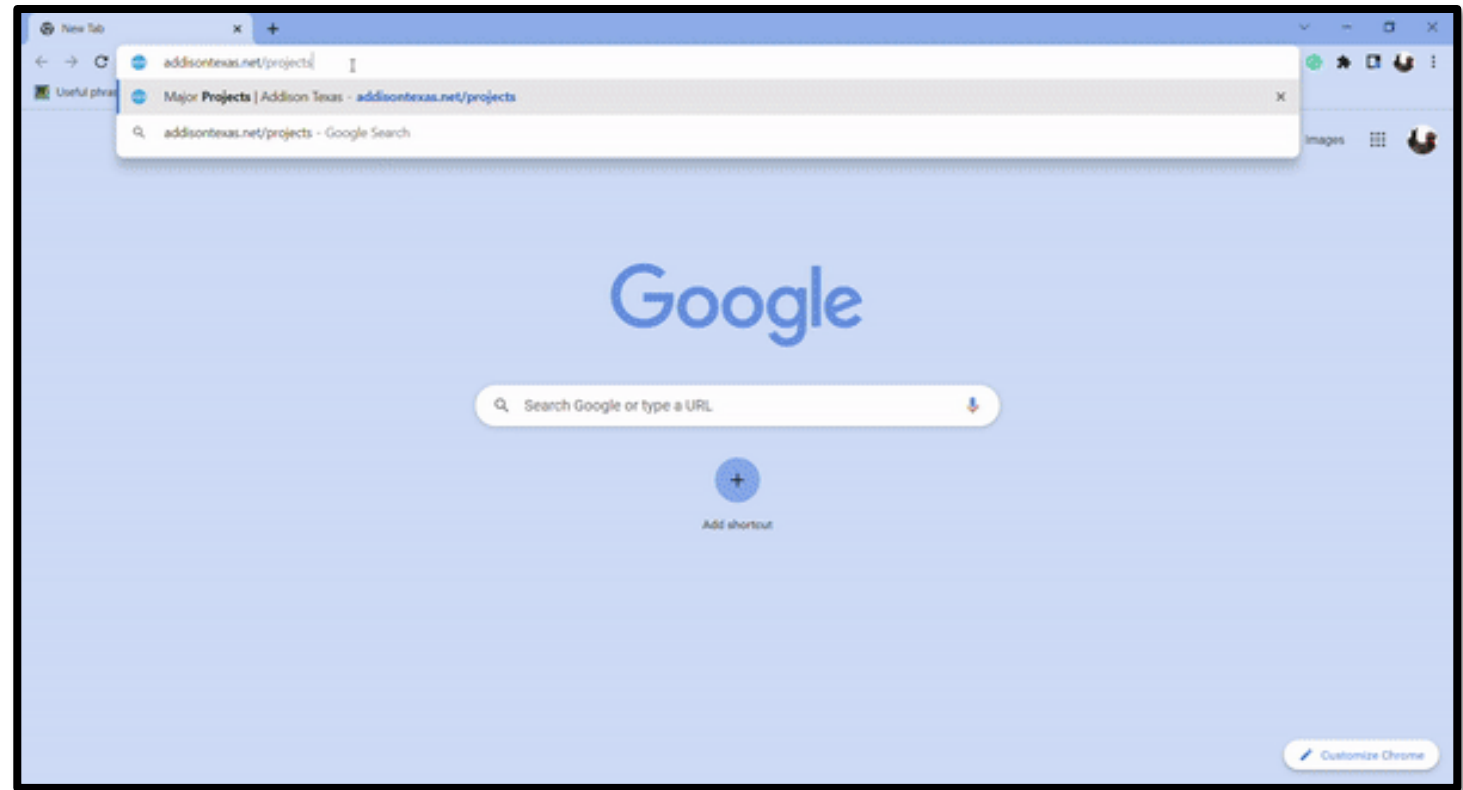 New Tab
addisontexas.net/projects
Useful phras
Major Projects | Addison Texas - addisontexas.net/projects
addisontexas.net/projects - Google Search
Images
Google
Search Google or type a URL
Add shortcut
Customize Chrome